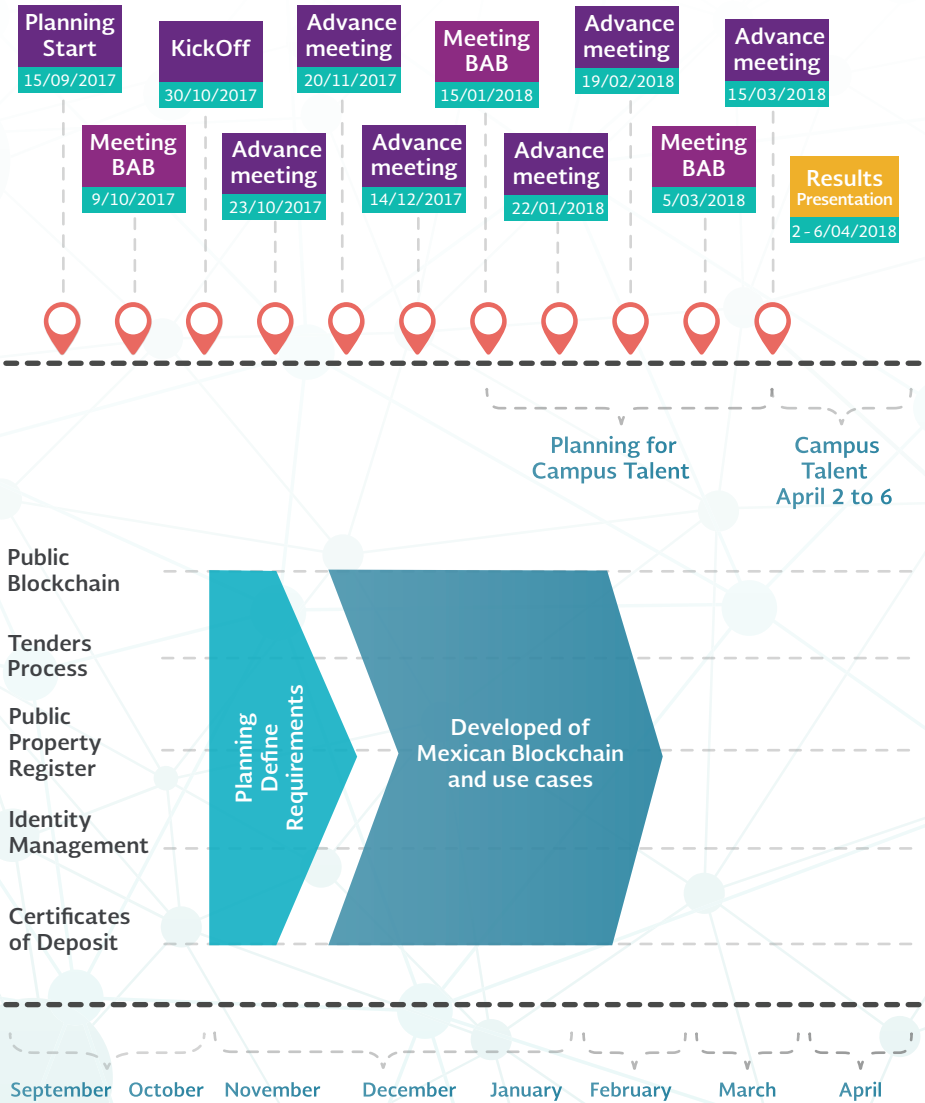 Planning
Start
15/09/2017
KickOff
30/10/2017
Advance
meeting
20/11/2017
Meeting
BAB
15/01/2018
Advance
meeting
19/02/2018
Advance
meeting
15/03/2018
Meeting
BAB
9/10/2017
Advance
meeting
23/10/2017
Advance
meeting
14/12/2017
Advance
meeting
22/01/2018
Meeting
BAB
5/03/2018
Results
Presentation
2 - 6/04/2018
Planning for
Campus Talent
Campus
Talent
April 2 to 6
Public
Blockchain
Tenders
Process
Public
Property
Register
Identity
Management
Certificates
of Deposit
Planning
Define
Requirements
Developed of
Mexican Blockchain
and use cases
September October November December January February March April